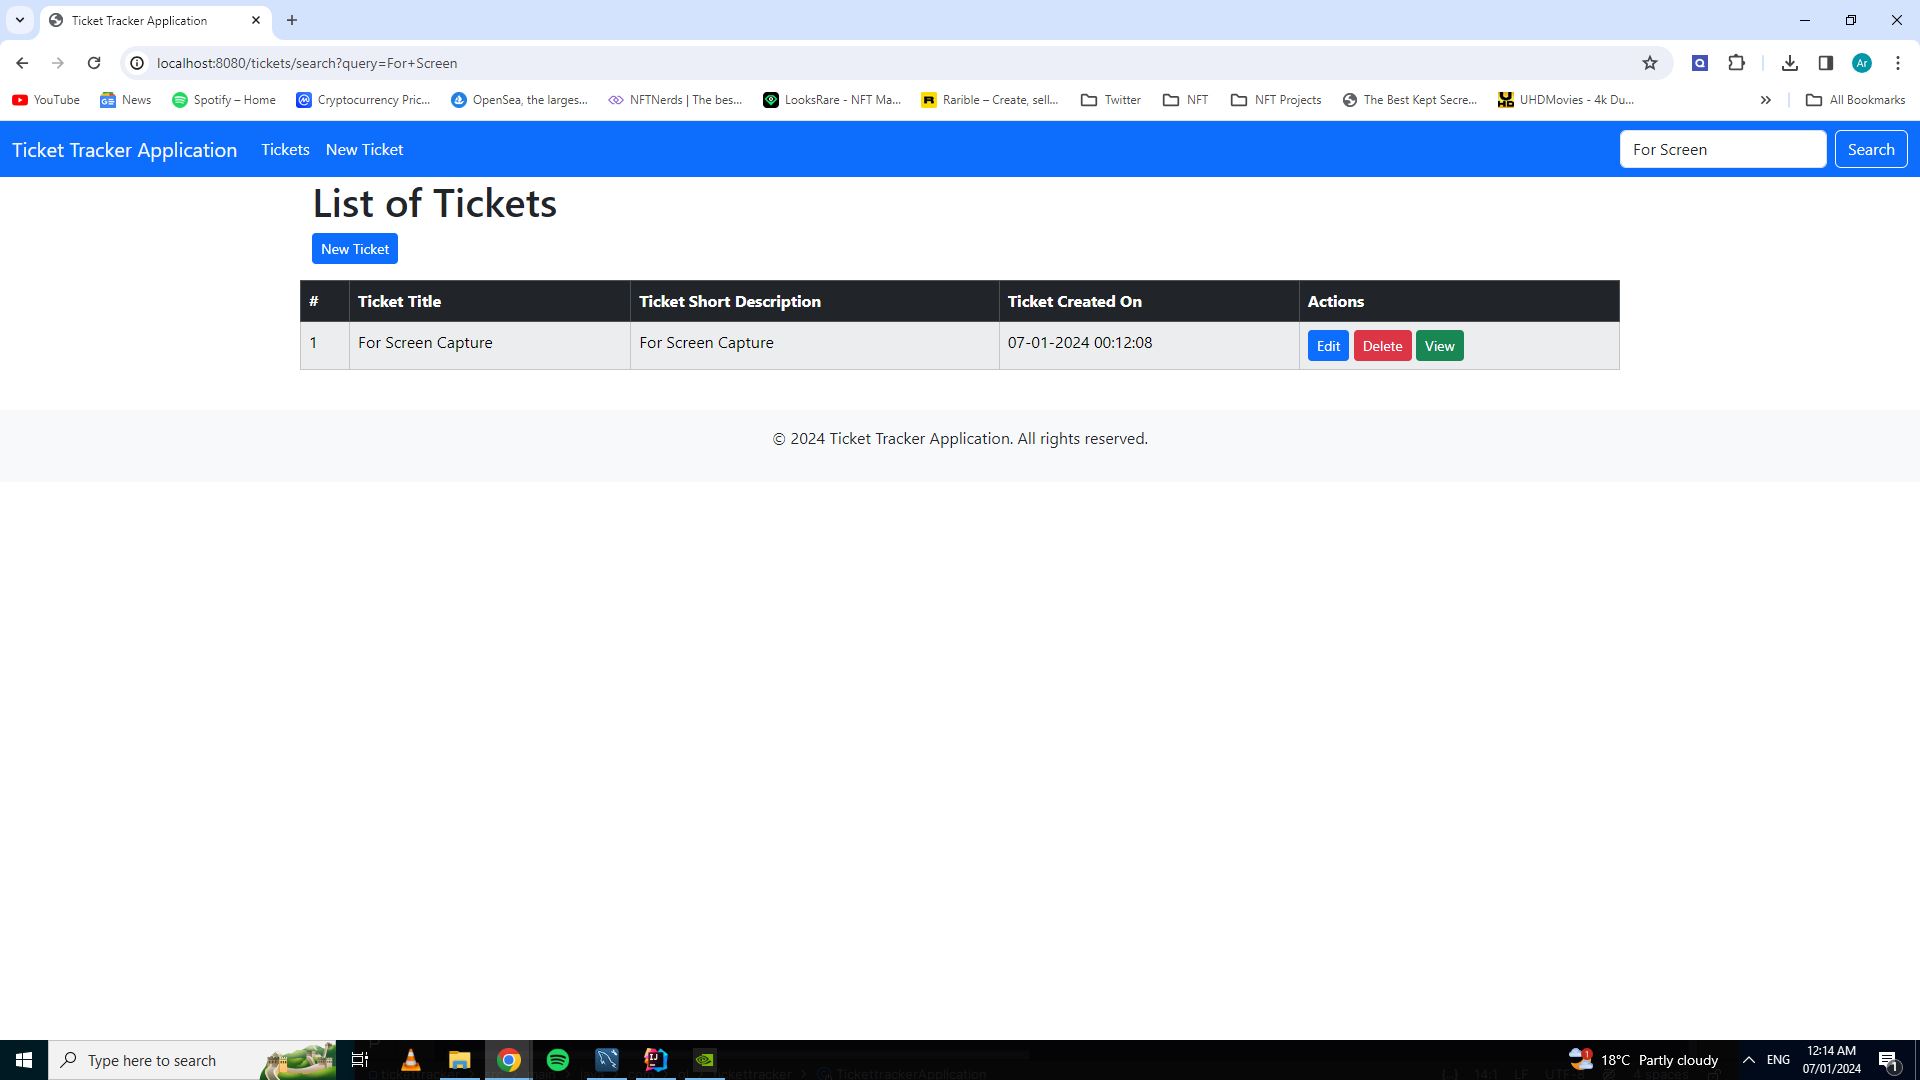 Ticket Tracker Application
localhost:8080/tickets/search?query=For+Screen
Ar
YouTube News Spotify – Home Cryptocurrency Pric... OpenSea, the larges... NFTNerds | The bes... LooksRare - NFT Ma... Rarible – Create, sell... Twitter NFT NFT Projects The Best Kept Secre... UHDMovies - 4k Du... All Bookmarks
Ticket Tracker Application Tickets New Ticket For Screen Search
List of Tickets
New Ticket
# Ticket Title Ticket Short Description Ticket Created On Actions
1 For Screen Capture For Screen Capture 07-01-2024 00:12:08 Edit Delete View
© 2024 Ticket Tracker Application. All rights reserved.
Type here to search 18°C Partly cloudy ENG 12:14 AM
07/01/2024